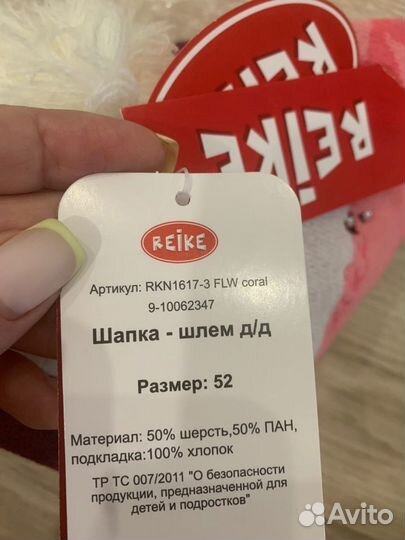 REIKE
REIKE
REIKE
Артикул: RKN1617-3 FLW coral
9-10062347
Шапка - шлем д/д
Размер: 52
Материал: 50% шерсть,50% ПАН,
подкладка:100% хлопок
ТР ТС 007/2011 "О безопасности
продукции, предназначенной для
детей и подростков"
Avito